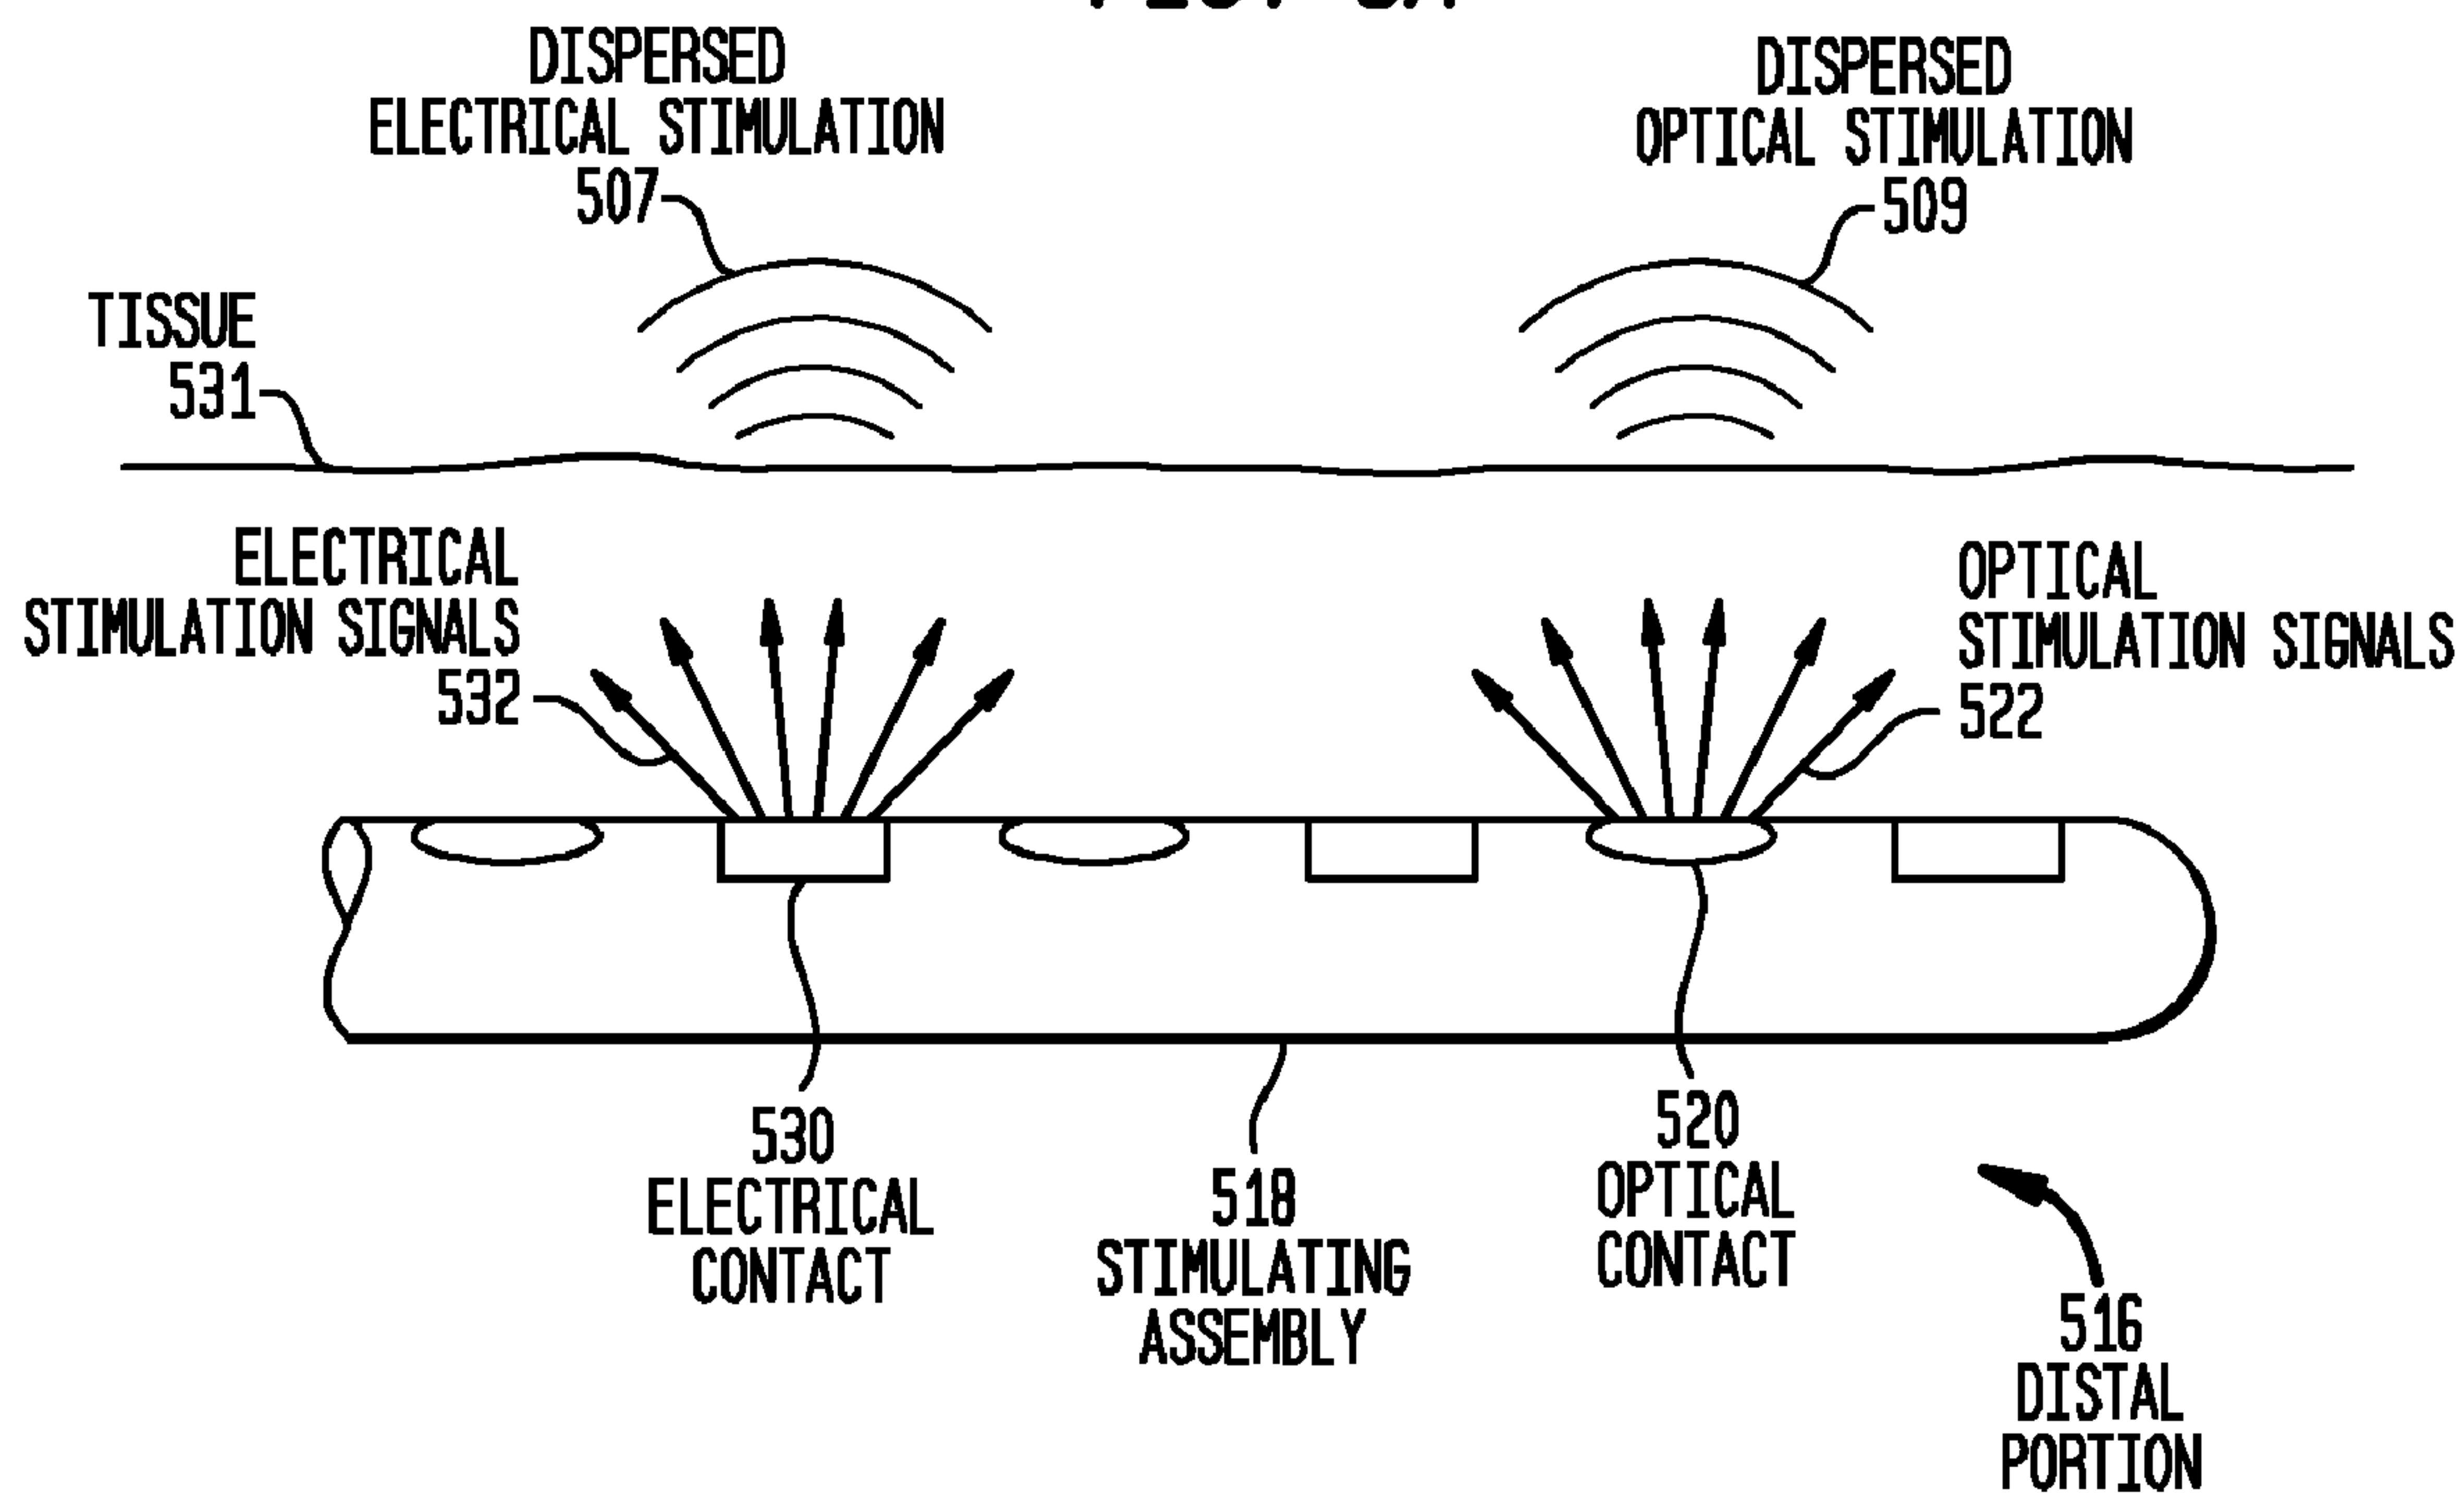 DISPERSED
ELECTRICAL STIMULATION
507
DISPERSED
OPTICAL STIMULATION
509
TISSUE
531
ELECTRICAL
STIMULATION SIGNALS
532
OPTICAL
STIMULATION SIGNALS
522
530
ELECTRICAL
CONTACT
518
STIMULATING
ASSEMBLY
520
OPTICAL
CONTACT
516
DISTAL
PORTION